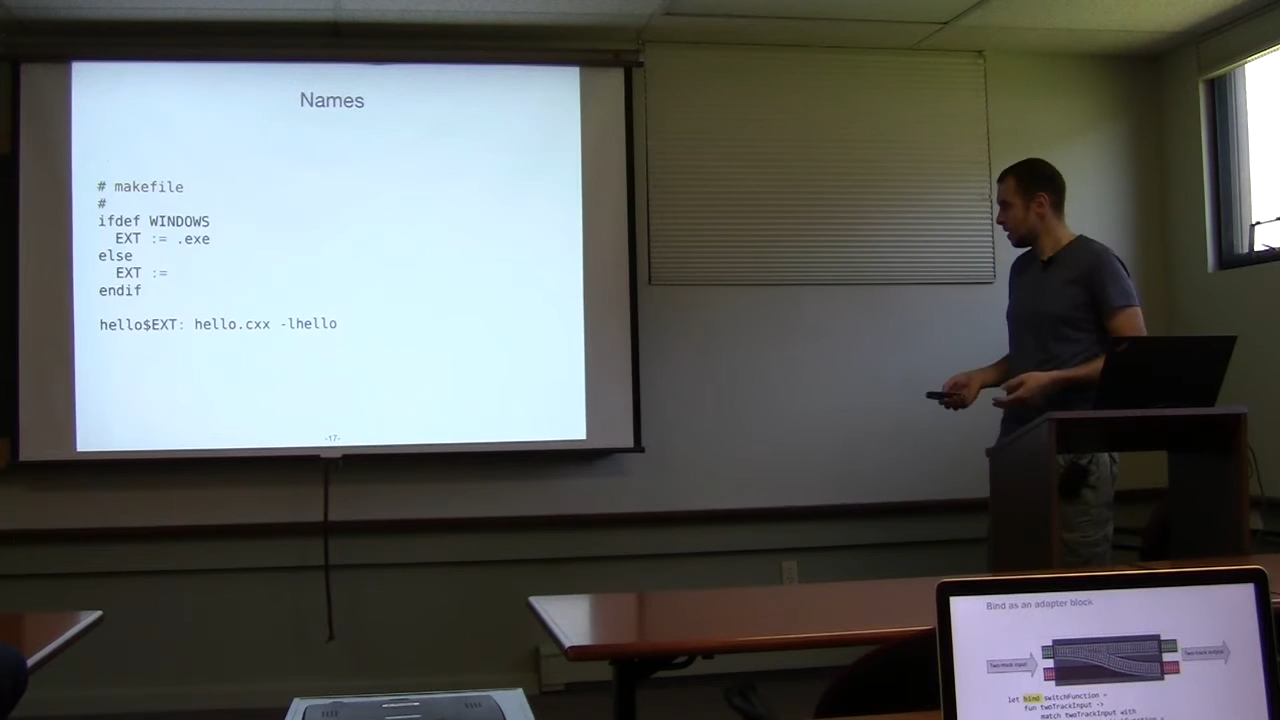 Names
# makefile
#
ifdef WINDOWS
  EXT := .exe
else
  EXT :=
endif
hello$EXT: hello.cxx -lhello
-17-
Bind as an adapter block
Two-track input
Two-track output
let bind switchFunction =
fun twoTrackInput ->
match twoTrackInput with